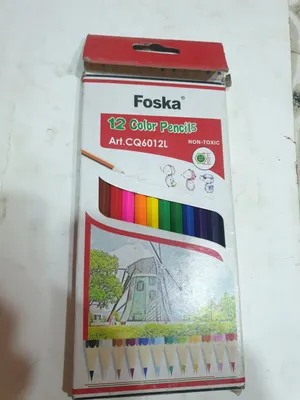 Foska
12 Color Pencils
Art.CQ6012L
NON-TOXIC